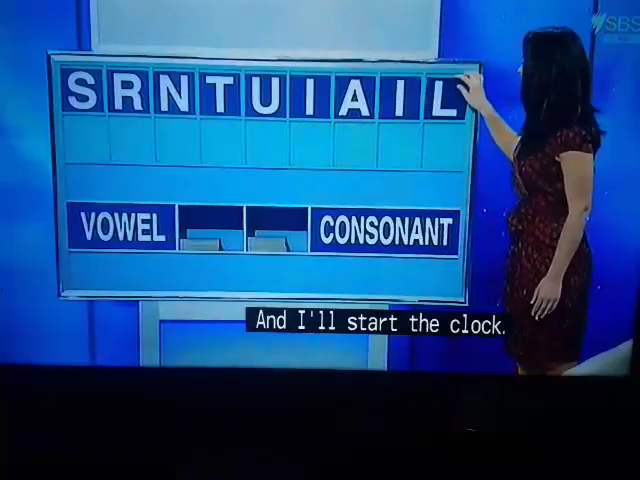 SBS
SRNTUIAIL
VOWEL CONSONANT
And I'll start the clock.